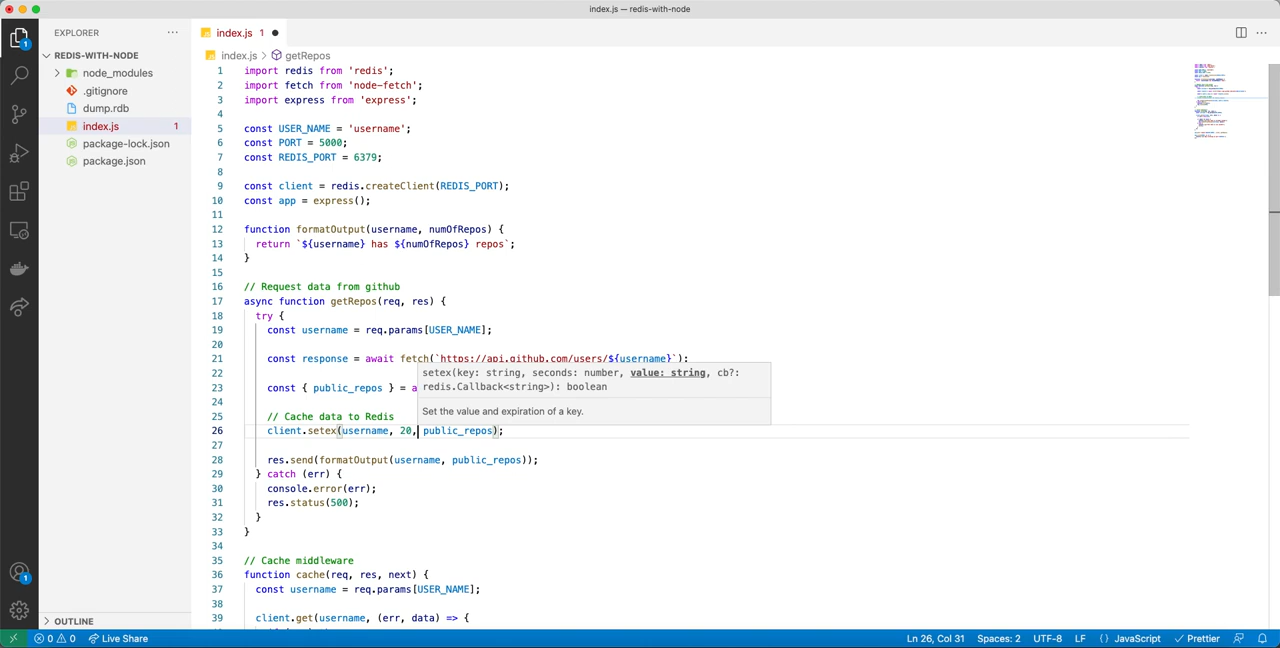 index.js — redis-with-node
EXPLORER
REDIS-WITH-NODE
node_modules
.gitignore
dump.rdb
index.js 1
package-lock.json
package.json
OUTLINE
index.js 1
index.js > getRepos
1 import redis from 'redis';
2 import fetch from 'node-fetch';
3 import express from 'express';
4
5 const USER_NAME = 'username';
6 const PORT = 5000;
7 const REDIS_PORT = 6379;
8
9 const client = redis.createClient(REDIS_PORT);
10 const app = express();
11
12 function formatOutput(username, numOfRepos) {
13 return `${username} has ${numOfRepos} repos`;
14 }
15
16 // Request data from github
17 async function getRepos(req, res) {
18 try {
19 const username = req.params[USER_NAME];
20
21 const response = await fetch(`https://api.github.com/users/${username}`);
22
23 const { public_repos } = a
24
25 // Cache data to Redis
26 client.setex(username, 20, public_repos);
27
28 res.send(formatOutput(username, public_repos));
29 } catch (err) {
30 console.error(err);
31 res.status(500);
32 }
33 }
34
35 // Cache middleware
36 function cache(req, res, next) {
37 const username = req.params[USER_NAME];
38
39 client.get(username, (err, data) => {
setex(key: string, seconds: number, value: string, cb?:
redis.Callback<string>): boolean
Set the value and expiration of a key.
1
1
0 0 Live Share
Ln 26, Col 31 Spaces: 2 UTF-8 LF JavaScript Prettier